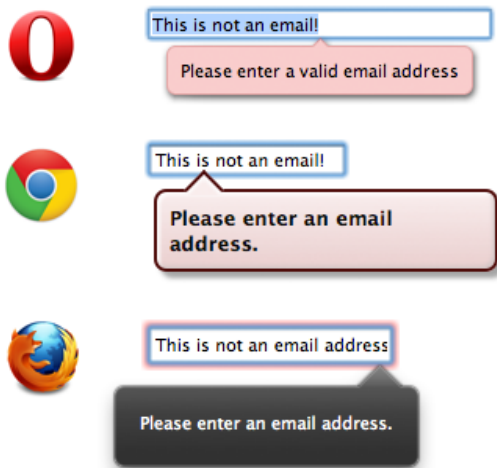 This is not an email!
Please enter a valid email address
This is not an email!
Please enter an email
address.
This is not an email address
Please enter an email address.